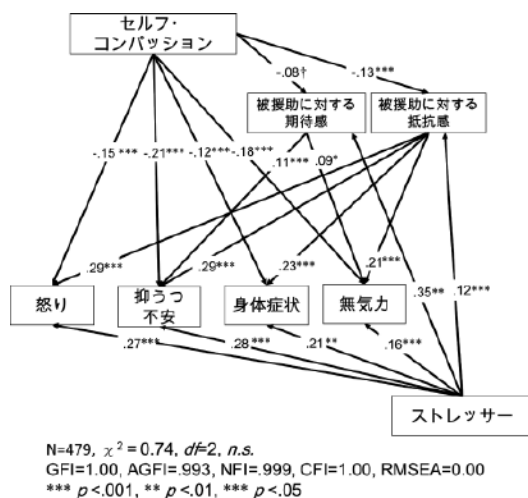 セルフ・
コンパッション
-.08†
-.13***
被援助に対する
期待感
被援助に対する
抵抗感
-.15***
-.21***
-.12***
-.18***
.11***
.09*
.29***
.29***
.23***
.21***
.35**
.12***
怒り
抑うつ
不安
身体症状
無気力
.27***
.28***
.21**
.16***
ストレッサー
N=479, χ²=0.74, df=2, n.s.
GFI=1.00, AGFI=.993, NFI=.999, CFI=1.00, RMSEA=0.00
*** p<.001, ** p<.01, *** p<.05